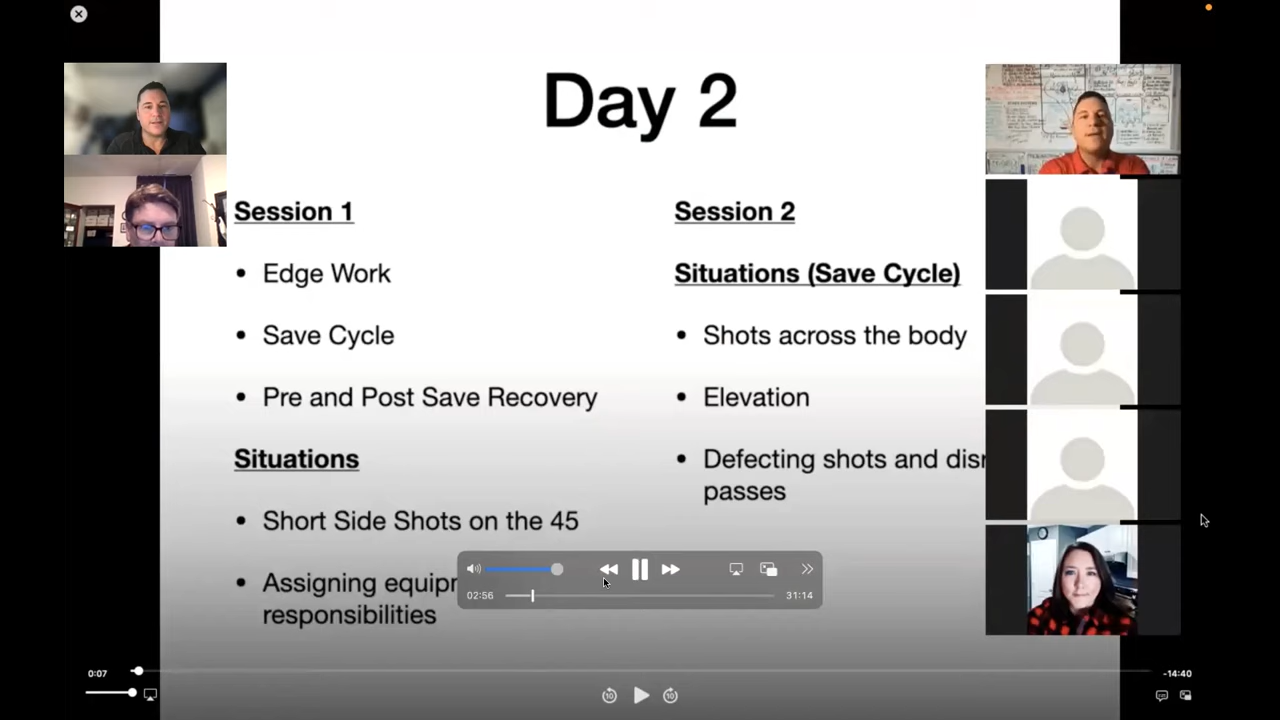 Day 2
Session 1
• Edge Work
• Save Cycle
• Pre and Post Save Recovery
Situations
• Short Side Shots on the 45
• Assigning equipr
responsibilities
Session 2
Situations (Save Cycle)
• Shots across the body
• Elevation
• Defecting shots and disr
passes
02:56
31:14
0:07
-14:40
10
10